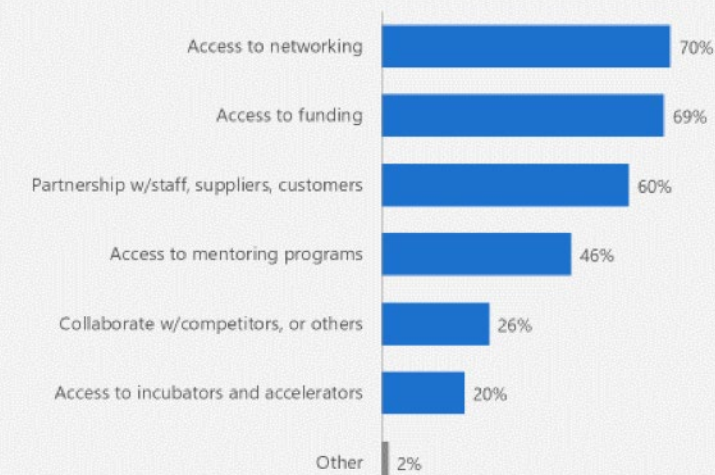 Access to networking 70%
Access to funding 69%
Partnership w/staff, suppliers, customers 60%
Access to mentoring programs 46%
Collaborate w/competitors, or others 26%
Access to incubators and accelerators 20%
Other 2%